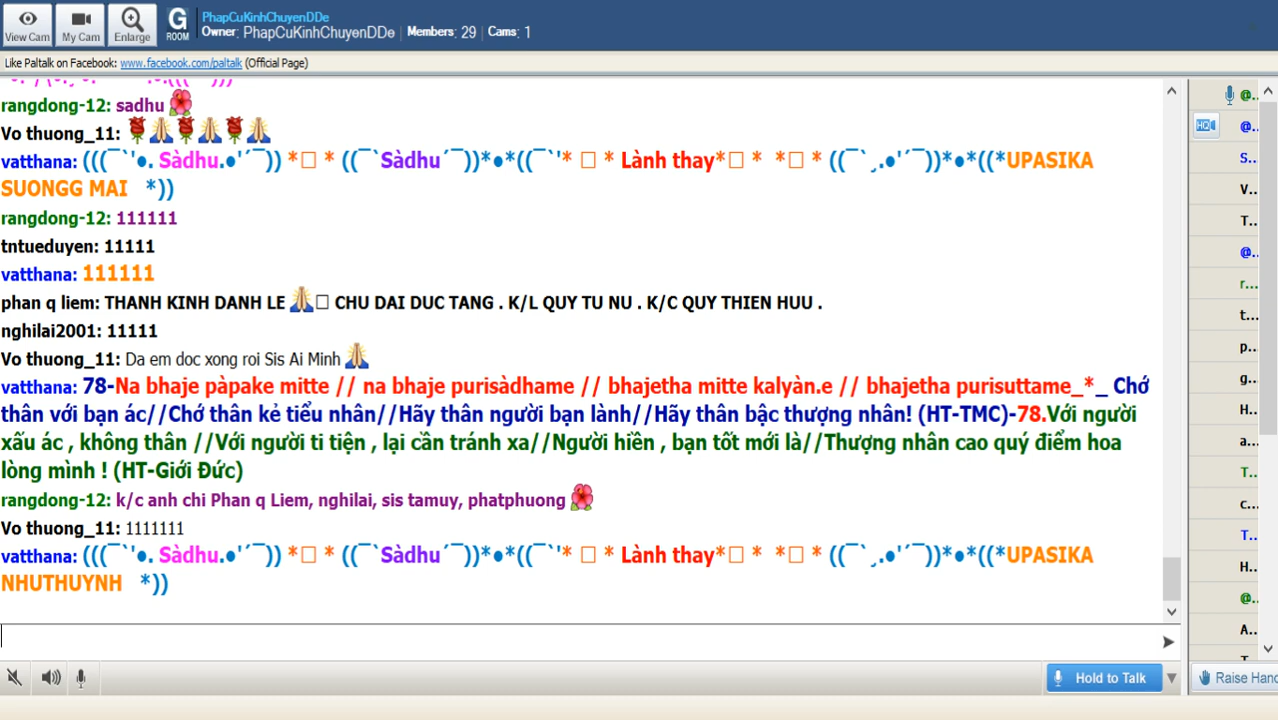 PhapCuKinhChuyenDDe
Owner: PhapCuKinhChuyenDDe Members: 29 Cams: 1
View Cam My Cam Enlarge G ROOM
Like Paltalk on Facebook: www.facebook.com/paltalk (Official Page)
rangdong-12: sadhu
Vo thuong_11:
vatthana: (((¯`'•. Sàdhu.•'´¯)) *□ * ((¯`Sàdhu´¯))*•*((¯`'* □ * Lành thay*□ * *□ * ((¯`¸.•'´¯))*•*((*UPASIKA
SUONGG MAI *))
rangdong-12: 111111
tntueduyen: 11111
vatthana: 111111
phan q liem: THANH KINH DANH LE □ CHU DAI DUC TANG . K/L QUY TU NU . K/C QUY THIEN HUU .
nghilai2001: 11111
Vo thuong_11: Da em doc xong roi Sis Ai Minh
vatthana: 78-Na bhaje pàpake mitte // na bhaje purisàdhame // bhajetha mitte kalyàn.e // bhajetha purisuttame_*_ Chớ
thân với bạn ác//Chớ thân kẻ tiểu nhân//Hãy thân người bạn lành//Hãy thân bậc thượng nhân! (HT-TMC)-78.Với người
xấu ác , không thân //Với người ti tiện , lại cần tránh xa//Người hiền , bạn tốt mới là//Thượng nhân cao quý điểm hoa
lòng mình ! (HT-Giới Đức)
rangdong-12: k/c anh chi Phan q Liem, nghilai, sis tamuy, phatphuong
Vo thuong_11: 1111111
vatthana: (((¯`'•. Sàdhu.•'´¯)) *□ * ((¯`Sàdhu´¯))*•*((¯`'* □ * Lành thay*□ * *□ * ((¯`¸.•'´¯))*•*((*UPASIKA
NHUTHUYNH *))
@..
HD @..
S..
V..
T..
@..
r...
t...
p...
g...
H..
a...
T..
c...
T..
H..
@..
A..
Hold to Talk Raise Hand